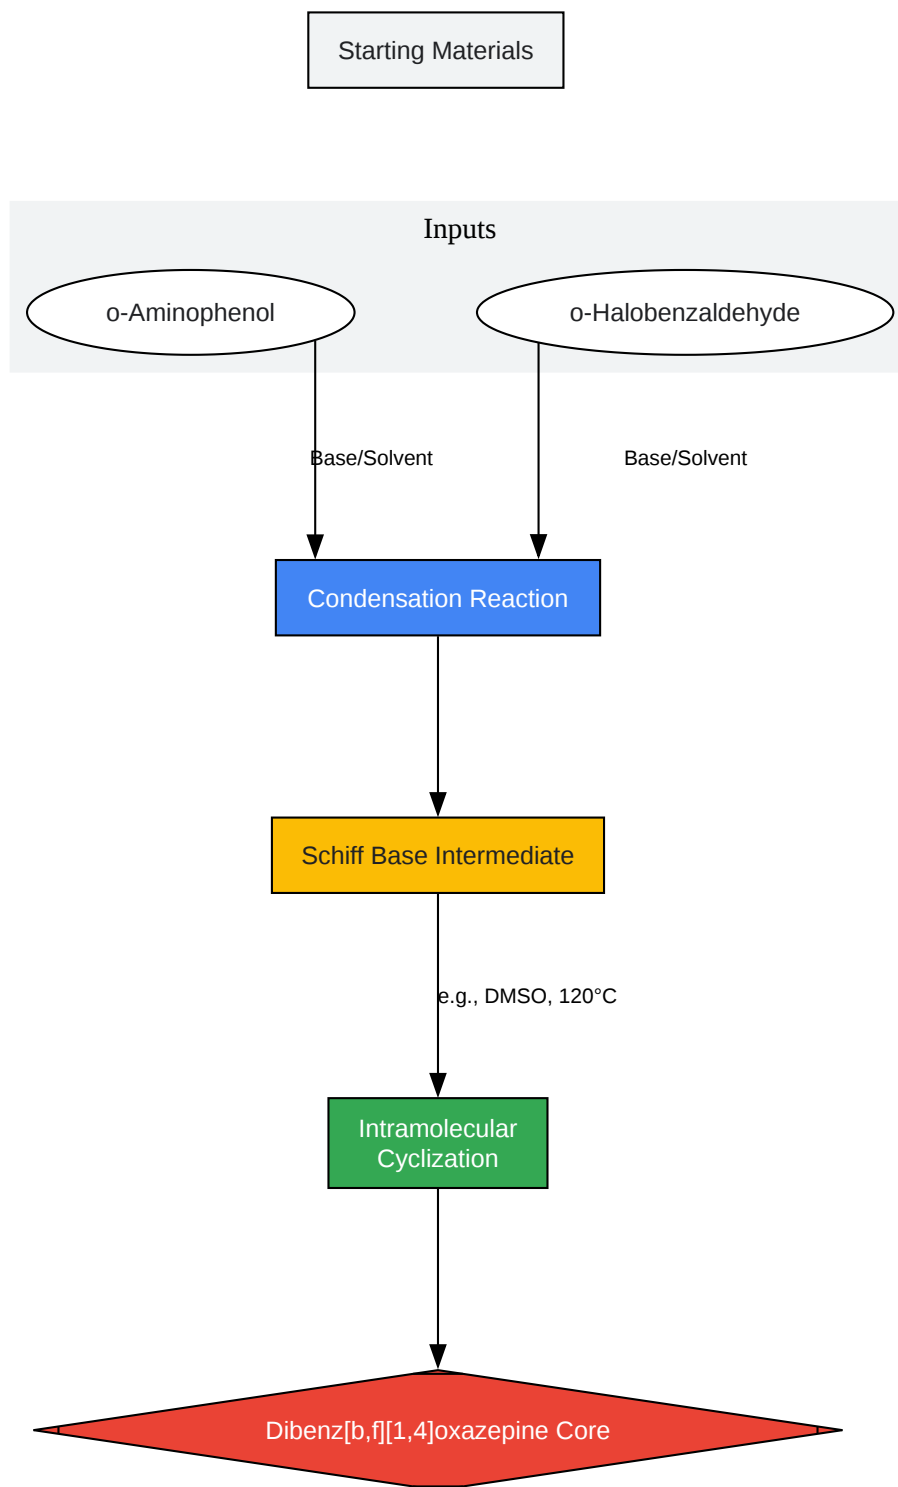 Starting Materials
Inputs
o-Aminophenol
o-Halobenzaldehyde
Base/Solvent
Base/Solvent
Condensation Reaction
Schiff Base Intermediate
e.g., DMSO, 120°C
Intramolecular
Cyclization
Dibenz[b,f][1,4]oxazepine Core